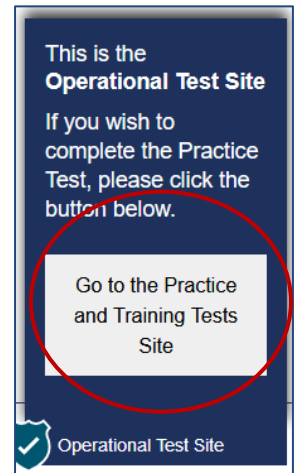 This is the
Operational Test Site
If you wish to
complete the Practice
Test, please click the
button below.
Go to the Practice
and Training Tests
Site
Operational Test Site